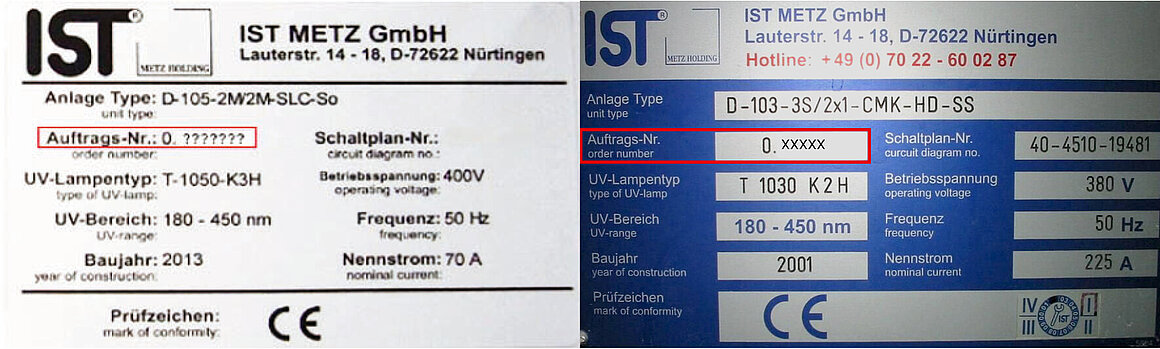 IST®
METZ HOLDING
IST METZ GmbH
Lauterstr. 14 - 18, D-72622 Nürtingen
Anlage Type: D-105-2M/2M-SLC-So
unit type:
Auftrags-Nr.: 0. ???????
order number:
Schaltplan-Nr.:
circuit diagram no.:
UV-Lampentyp: T-1050-K3H
type of UV-lamp:
Betriebsspannung: 400V
operating voltage:
UV-Bereich: 180 - 450 nm
UV-range:
Frequenz: 50 Hz
frequency:
Baujahr: 2013
year of construction:
Nennstrom: 70 A
nominal current:
Prüfzeichen:
mark of conformity:
CE
IST®
METZ HOLDING
IST METZ GmbH
Lauterstr. 14 - 18, D-72622 Nürtingen
Hotline: +49 (0) 70 22 - 60 02 87
Anlage Type
unit type
D-103-3S/2x1-CMK-HD-SS
Auftrags-Nr.
order number
0. xxxxx
Schaltplan-Nr.
curcuit diagram no.
40-4510-19481
UV-Lampentyp
type of UV-lamp
T 1030 K2H
Betriebsspannung
operating voltage
380 V
UV-Bereich
UV-range
180 - 450 nm
Frequenz
frequency
50 Hz
Baujahr
year of construction
2001
Nennstrom
nominal current
225 A
Prüfzeichen
mark of conformity
CE
IV I
III II
IST